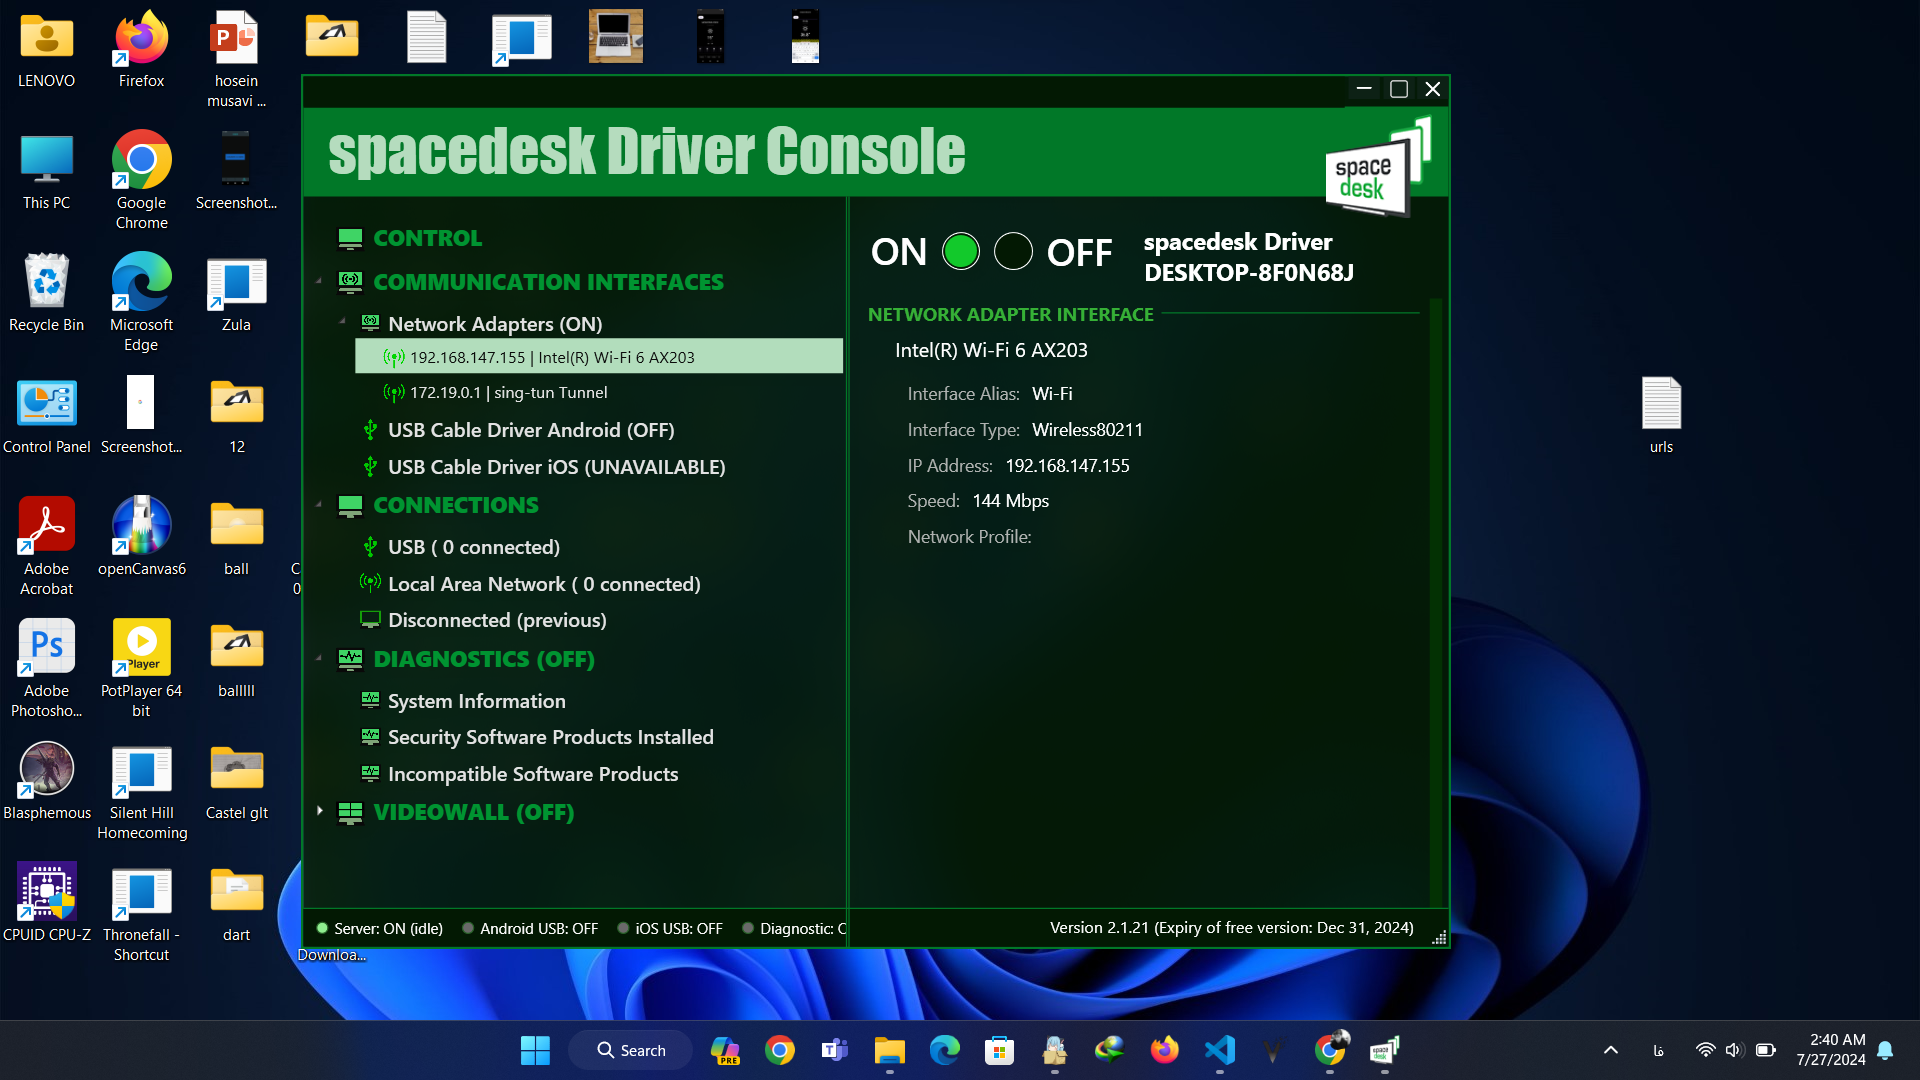 LENOVO
Firefox
hosein
musavi ...
This PC
Google
Chrome
Screenshot...
Recycle Bin
Microsoft
Edge
Zula
Control Panel
Screenshot...
12
Adobe
Acrobat
openCanvas6
ball
C
0
Adobe
Photosho...
PotPlayer 64
bit
balllll
Blasphemous
Silent Hill
Homecoming
Castel glt
CPUID CPU-Z
Thronefall -
Shortcut
dart
Downloa...
urls
spacedesk Driver Console
space
desk
CONTROL
COMMUNICATION INTERFACES
Network Adapters (ON)
192.168.147.155 | Intel(R) Wi-Fi 6 AX203
172.19.0.1 | sing-tun Tunnel
USB Cable Driver Android (OFF)
USB Cable Driver iOS (UNAVAILABLE)
CONNECTIONS
USB ( 0 connected)
Local Area Network ( 0 connected)
Disconnected (previous)
DIAGNOSTICS (OFF)
System Information
Security Software Products Installed
Incompatible Software Products
VIDEOWALL (OFF)
Server: ON (idle) Android USB: OFF iOS USB: OFF Diagnostic: O
ON OFF
spacedesk Driver
DESKTOP-8F0N68J
NETWORK ADAPTER INTERFACE
Intel(R) Wi-Fi 6 AX203
Interface Alias: Wi-Fi
Interface Type: Wireless80211
IP Address: 192.168.147.155
Speed: 144 Mbps
Network Profile:
Version 2.1.21 (Expiry of free version: Dec 31, 2024)
Search
PRE
فا
2:40 AM
7/27/2024